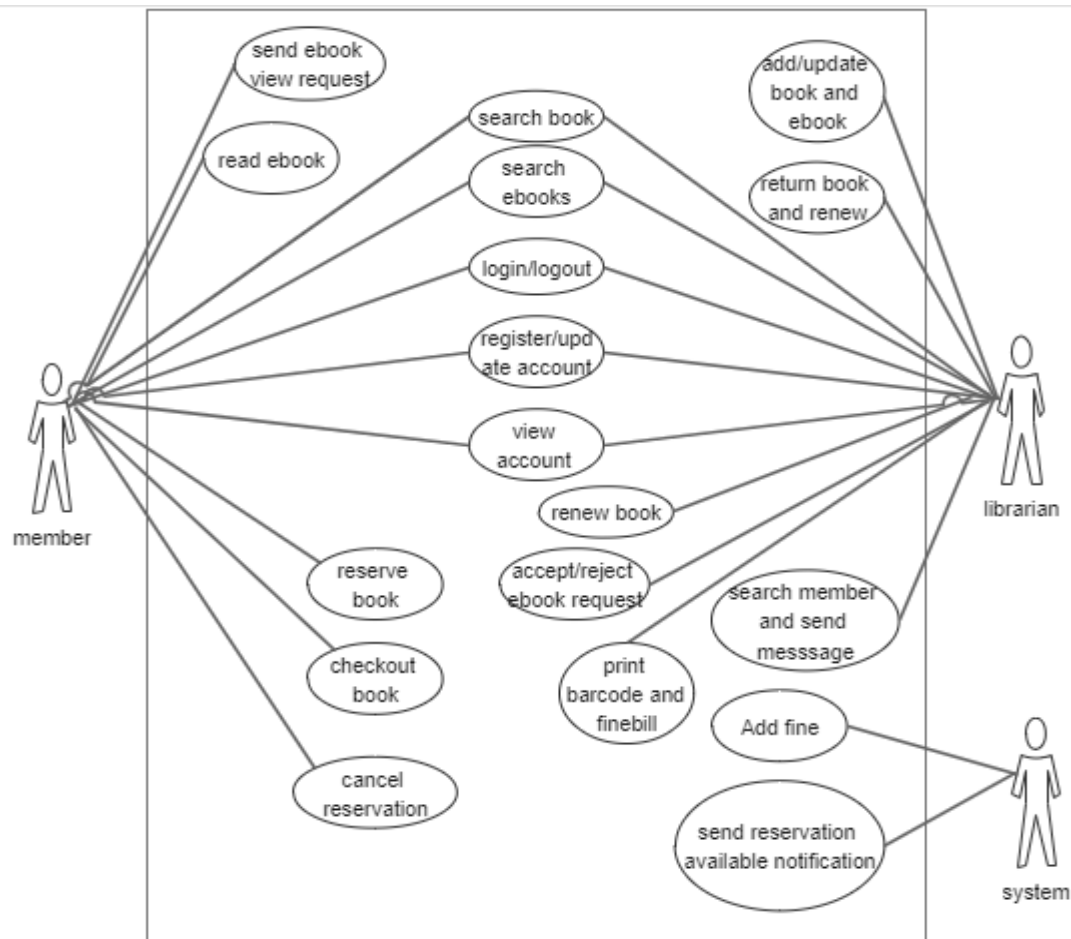 send ebook
view request
add/update
book and
ebook
search book
read ebook
search
ebooks
return book
and renew
login/logout
register/upd
ate account
view
account
member
librarian
renew book
reserve
book
accept/reject
ebook request
search member
and send
messsage
checkout
book
print
barcode and
finebill
Add fine
cancel
reservation
send reservation
available notification
system